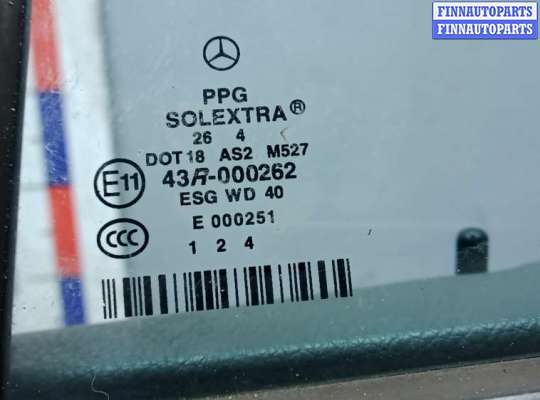 FINNAUTOPARTS
FINNAUTOPARTS
PPG
SOLEXTRA®
26 4
DOT18 AS2 M527
E11 43R-000262
ESG WD 40
CCC E 000251
1 2 4